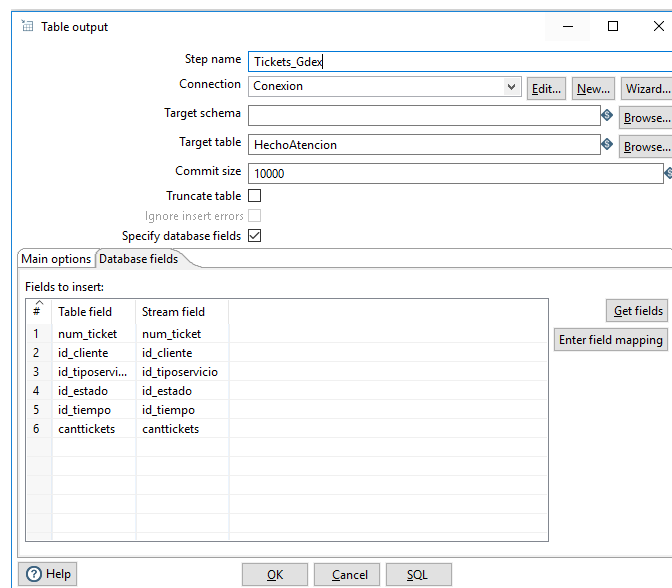 Table output
Step name Tickets_Gdex
Connection Conexion Edit... New... Wizard...
Target schema Browse...
Target table HechoAtencion Browse...
Commit size 10000
Truncate table
Ignore insert errors
Specify database fields
Main options Database fields
Fields to insert:
# Table field Stream field
1 num_ticket num_ticket
2 id_cliente id_cliente
3 id_tiposervi... id_tiposervicio
4 id_estado id_estado
5 id_tiempo id_tiempo
6 canttickets canttickets
Get fields
Enter field mapping
Help OK Cancel SQL